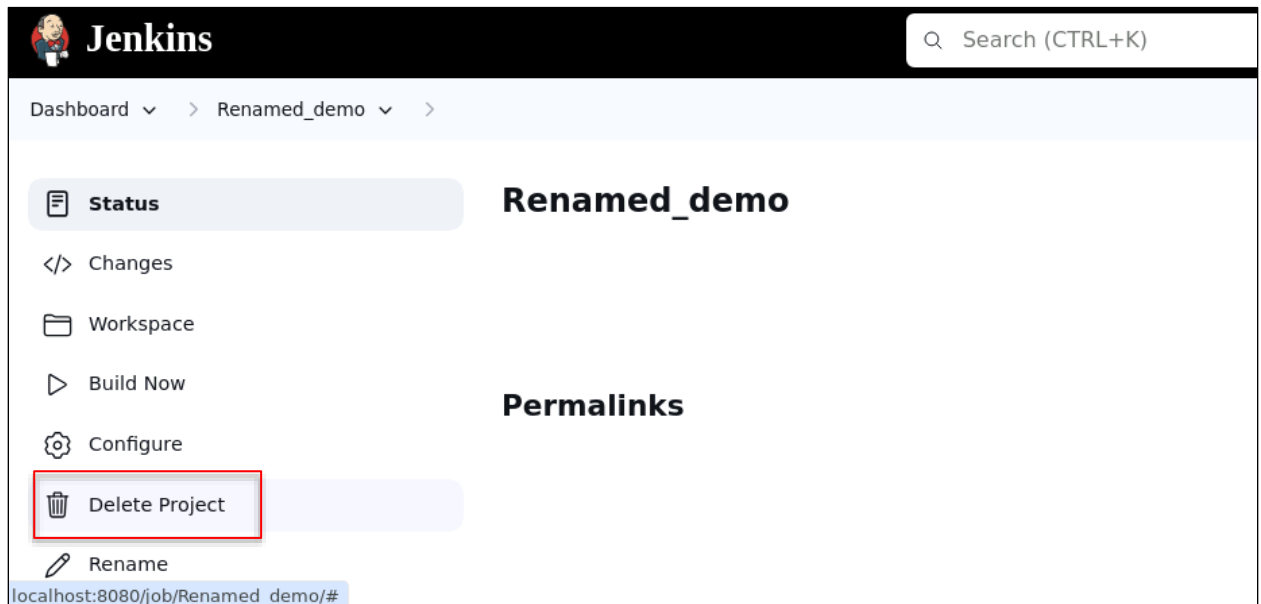 Jenkins
Search (CTRL+K)
Dashboard
Renamed_demo
Status
Renamed_demo
Changes
Workspace
Build Now
Permalinks
Configure
Delete Project
Rename
localhost:8080/job/Renamed_demo/#